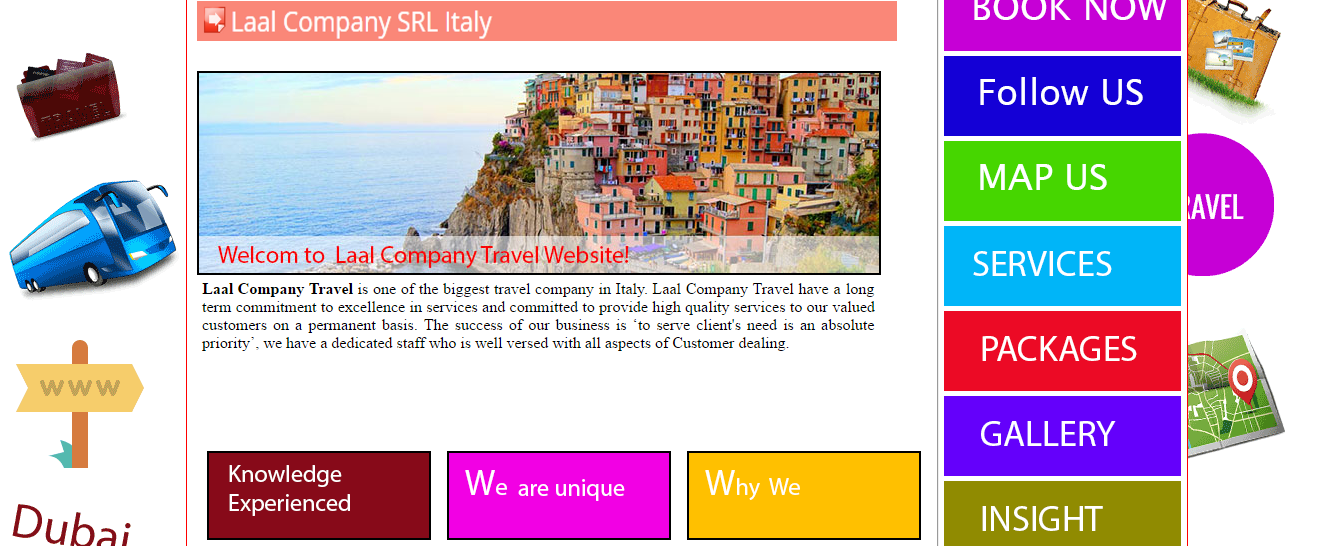 Laal Company SRL Italy
Welcom to Laal Company Travel Website!
Laal Company Travel is one of the biggest travel company in Italy. Laal Company Travel have a long
term commitment to excellence in services and committed to provide high quality services to our valued
customers on a permanent basis. The success of our business is ‘to serve client's need is an absolute
priority’, we have a dedicated staff who is well versed with all aspects of Customer dealing.
Knowledge
Experienced
We are unique
Why We
BOOK NOW
Follow US
MAP US
SERVICES
PACKAGES
GALLERY
INSIGHT
WWW
Dubai
RAVEL